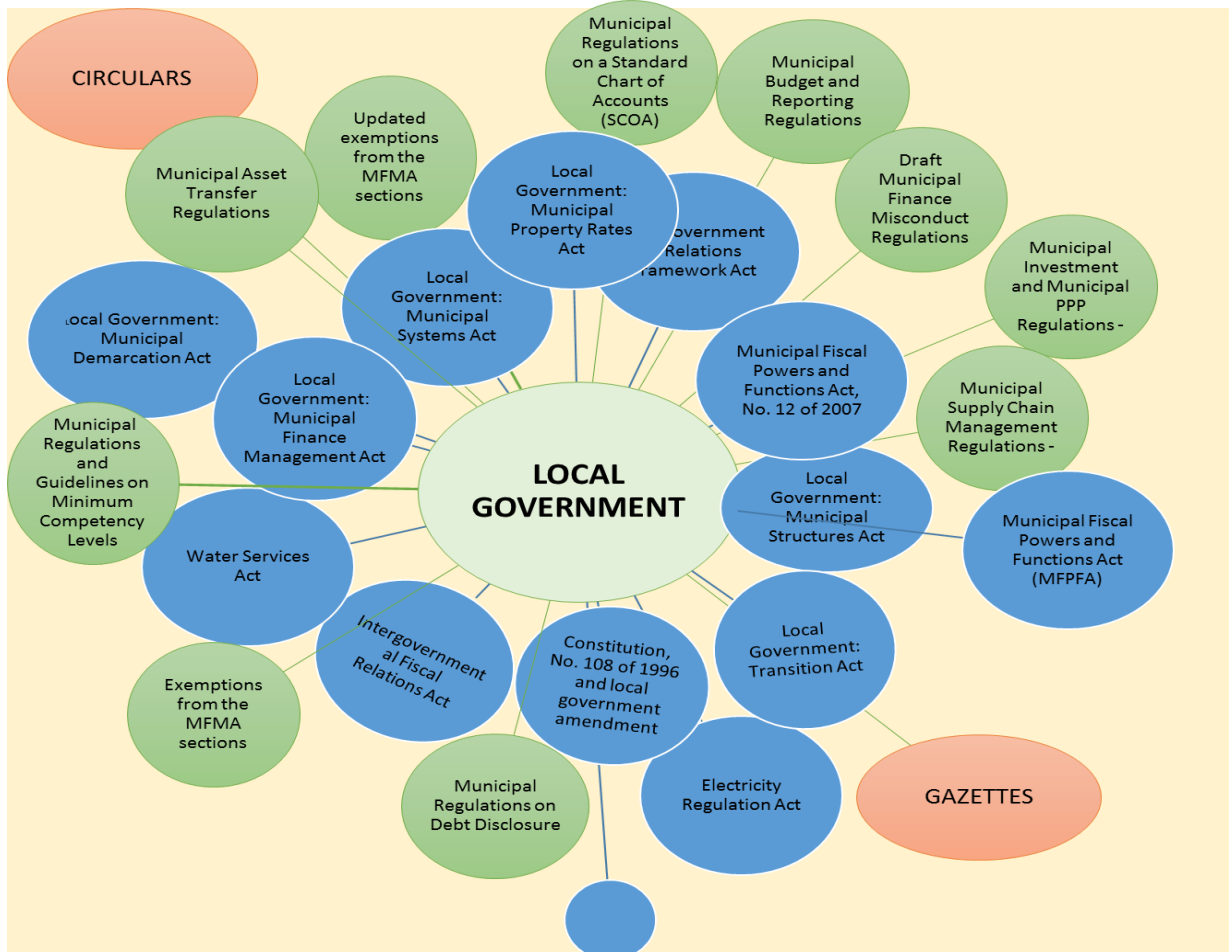 CIRCULARS
Municipal
Regulations
on a Standard
Chart of
Accounts
(SCOA)
Municipal
Budget and
Reporting
Regulations
Updated
exemptions
from the
MFMA
sections
Municipal Asset
Transfer
Regulations
Draft
Municipal
Finance
Misconduct
Regulations
Local
Government:
Municipal
Property Rates
Act
overnment
Relations
ramework Act
Municipal
Investment
and Municipal
PPP
Regulations -
Local
Government:
Municipal
Systems Act
Local Government:
Municipal
Demarcation Act
Municipal Fiscal
Powers and
Functions Act,
No. 12 of 2007
Local
Government:
Municipal
Finance
Management Act
Municipal
Supply Chain
Management
Regulations -
Municipal
Regulations
and
Guidelines on
Minimum
Competency
Levels
LOCAL
GOVERNMENT
Local
Government:
Municipal
Structures Act
Municipal Fiscal
Powers and
Functions Act
(MFPFA)
Water Services
Act
Intergovernment
al Fiscal
Relations Act
Constitution,
No. 108 of 1996
and local
government
amendment
Local
Government:
Transition Act
Exemptions
from the
MFMA
sections
Municipal
Regulations on
Debt Disclosure
Electricity
Regulation Act
GAZETTES